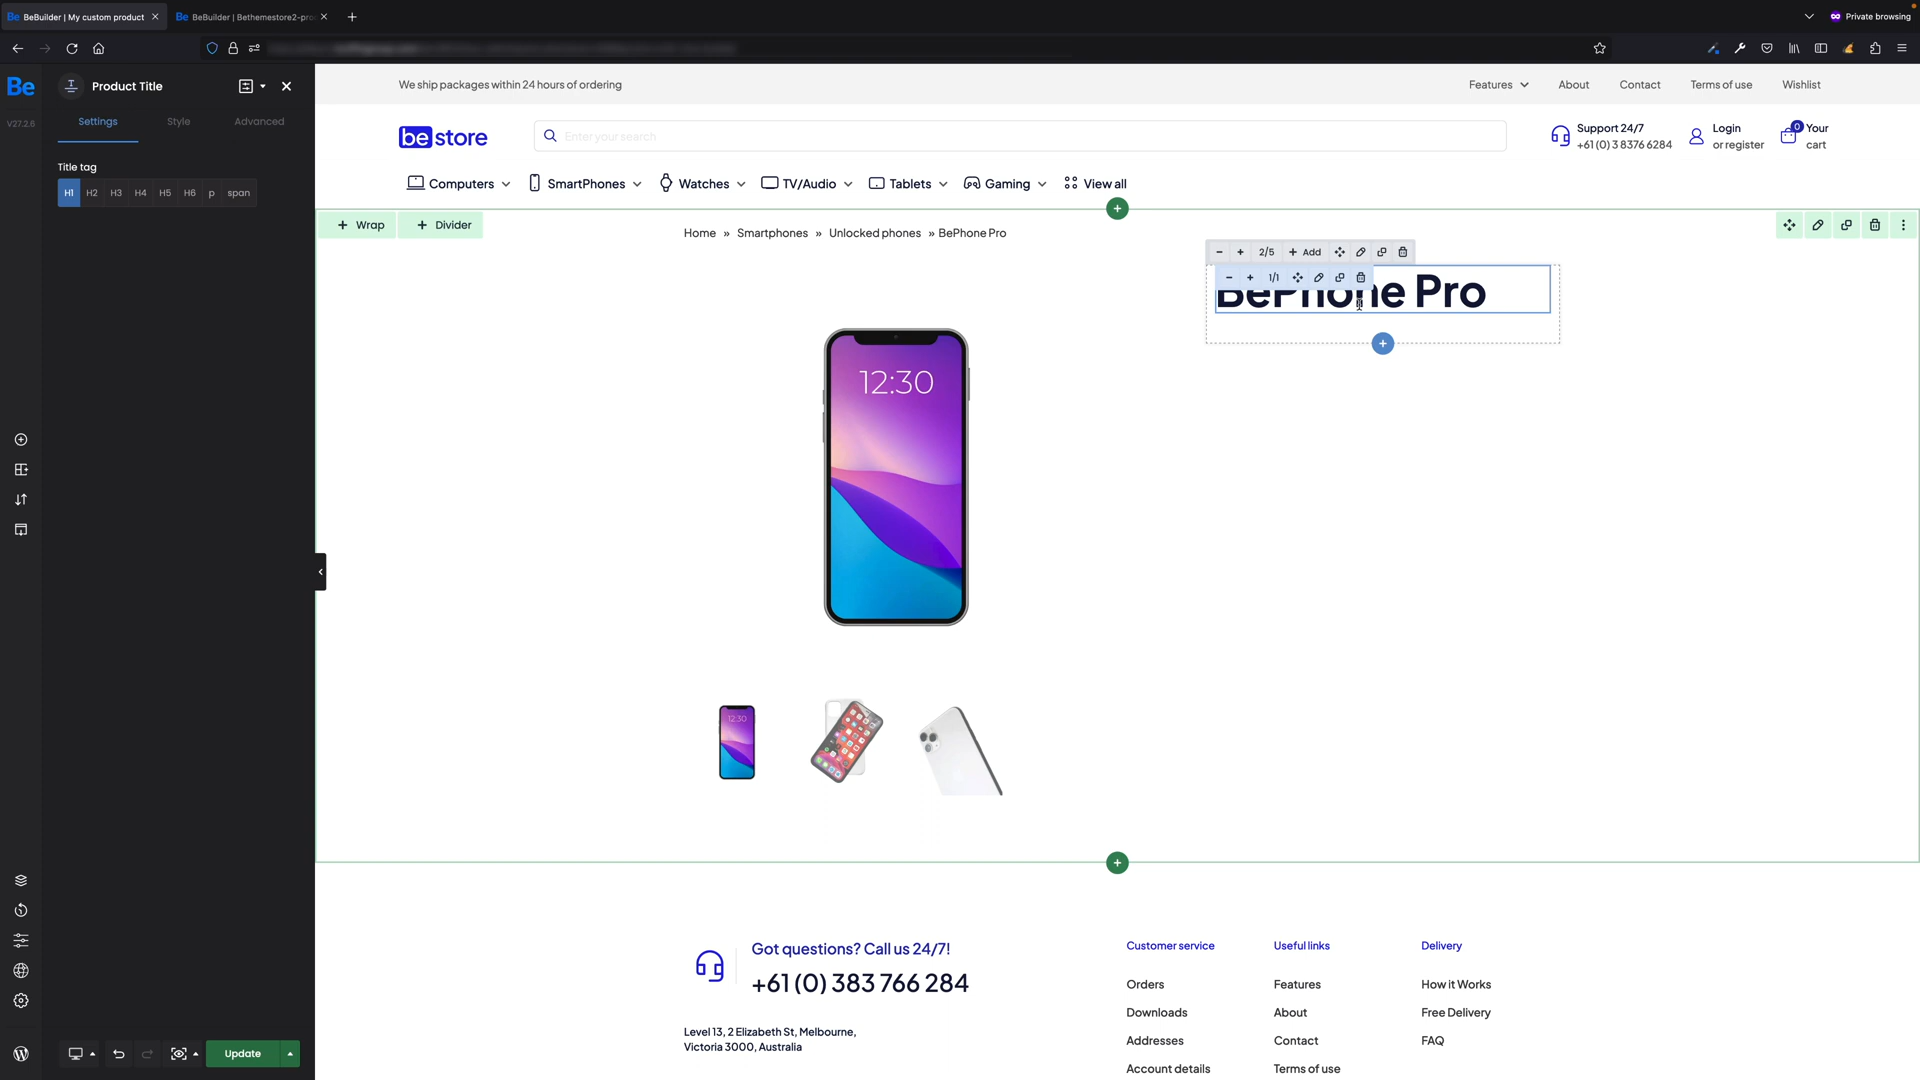 Be BeBuilder | My custom product
Be BeBuilder | Bethemestore2-pro
Private browsing
Be
V27.2.6
Product Title
Settings
Style
Advanced
Title tag
H1
H2
H3
H4
H5
H6
p
span
We ship packages within 24 hours of ordering
Features
About
Contact
Terms of use
Wishlist
be store
Enter your search
Support 24/7
+61 (0) 3 8376 6284
Login
or register
0
Your
cart
Computers
SmartPhones
Watches
TV/Audio
Tablets
Gaming
View all
+ Wrap
+ Divider
Home » Smartphones » Unlocked phones » BePhone Pro
2/5
+ Add
1/1
BePhone Pro
12:30
12:30
Got questions? Call us 24/7!
+61 (0) 383 766 284
Level 13, 2 Elizabeth St, Melbourne,
Victoria 3000, Australia
Customer service
Orders
Downloads
Addresses
Account details
Useful links
Features
About
Contact
Terms of use
Delivery
How it Works
Free Delivery
FAQ
Update